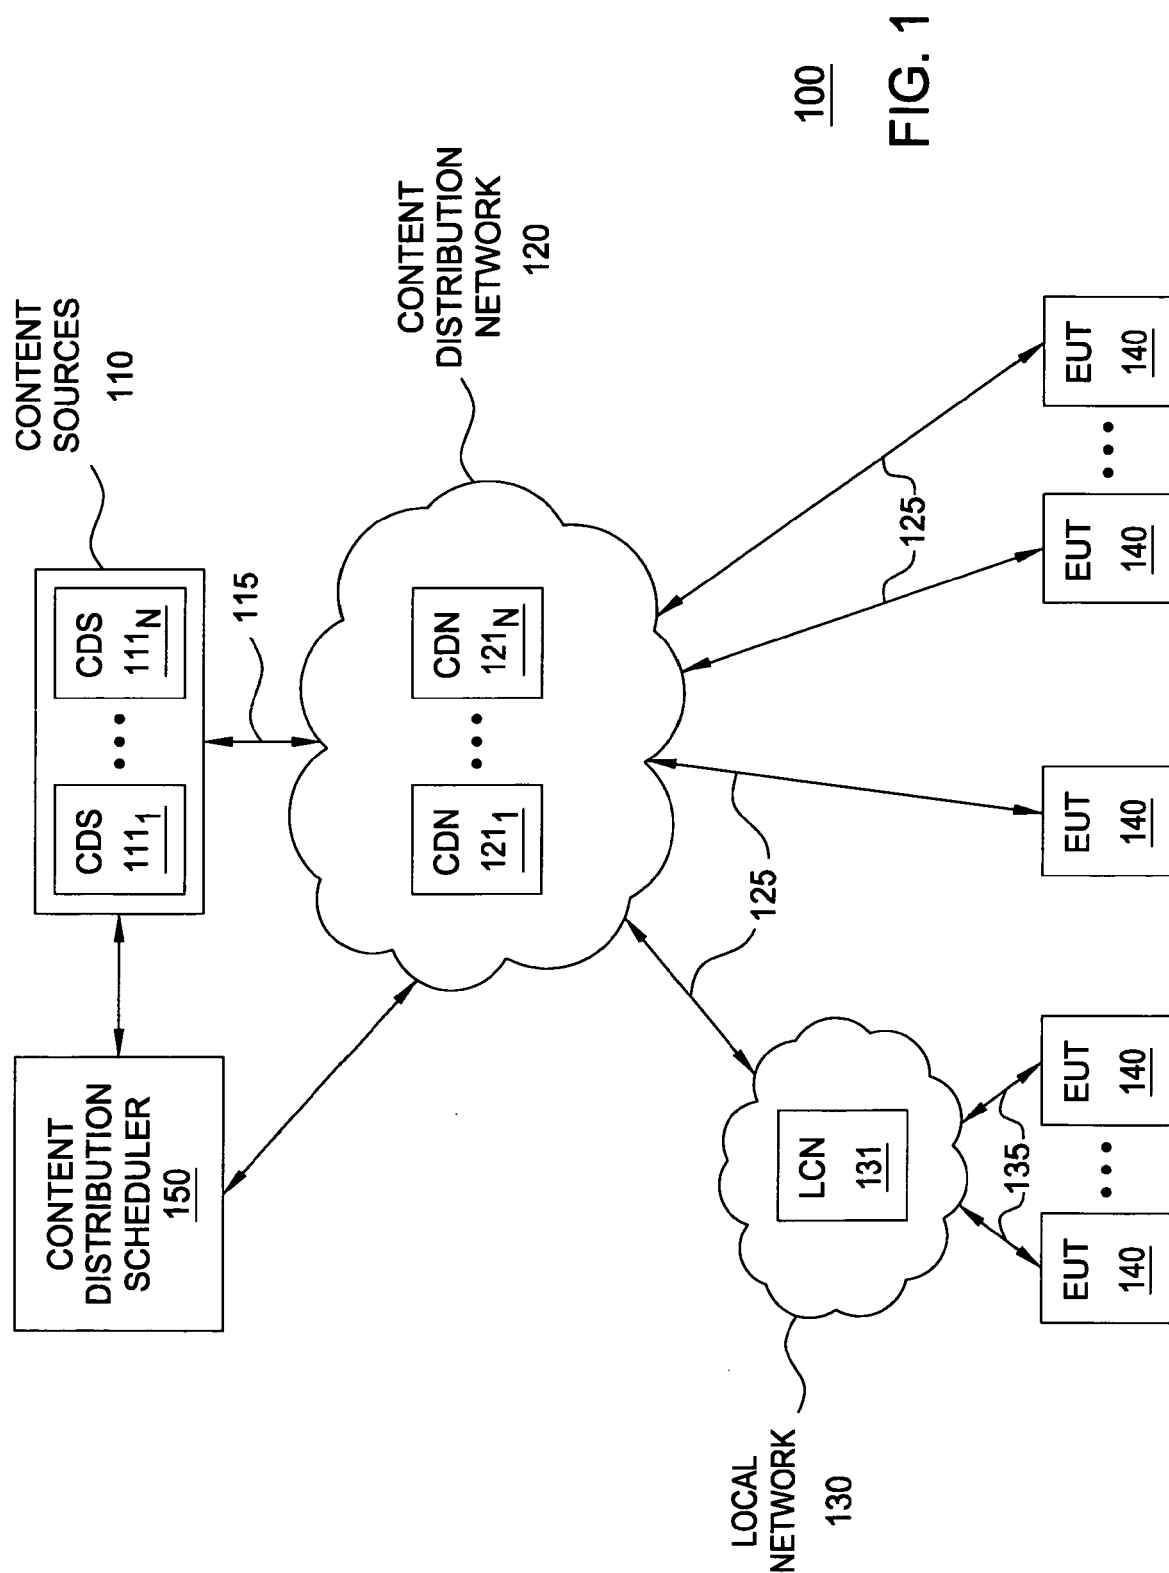 CONTENT
DISTRIBUTION
SCHEDULER
150
CONTENT
SOURCES
110
CDS
111₁
•••
CDS
111N
115
CONTENT
DISTRIBUTION
NETWORK
120
CDN
121₁
•••
CDN
121N
125
125
LOCAL
NETWORK
130
LCN
131
135
EUT
140
•••
EUT
140
EUT
140
EUT
140
•••
EUT
140
100
FIG. 1